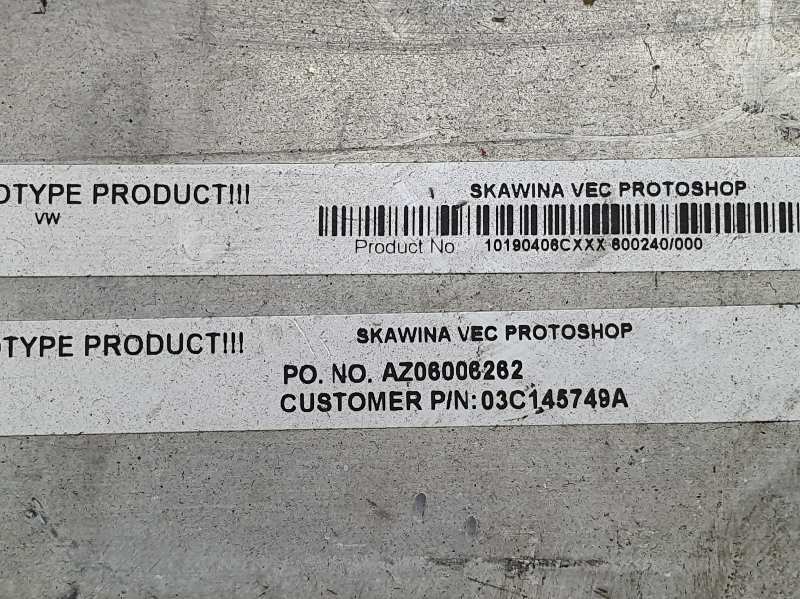 OTYPE PRODUCT!!!
VW
SKAWINA VEC PROTOSHOP
Product No 10190406CXXX 600240/000
OTYPE PRODUCT!!!
SKAWINA VEC PROTOSHOP
PO. NO. AZ06006262
CUSTOMER P/N: 03C145749A